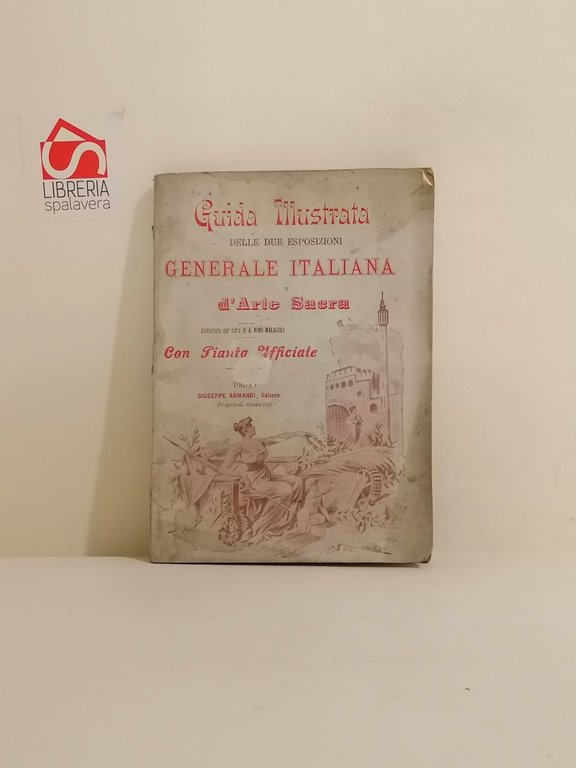 LIBRERIA
spalavera
Guida Illustrata
DELLE DUE ESPOSIZIONI
GENERALE ITALIANA
E
d'Arte Sacra
Compilata per cura di A. NINO MALAGOLI
Con Pianta Ufficiale
GIUSEPPE ARMANDI, Editore
(Proprietà riservata)